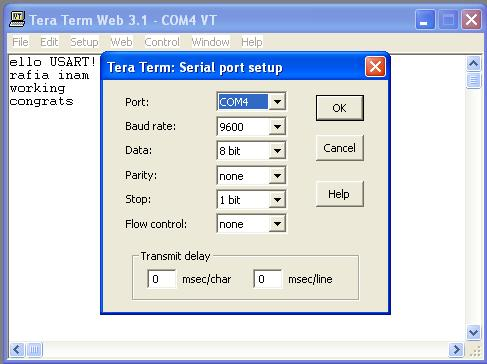 Tera Term Web 3.1 - COM4 VT
File Edit Setup Web Control Window Help
ello USART!
rafia inam
working
congrats
Tera Term: Serial port setup
Port: COM4
Baud rate: 9600
Data: 8 bit
Parity: none
Stop: 1 bit
Flow control: none
OK
Cancel
Help
Transmit delay
0 msec/char 0 msec/line